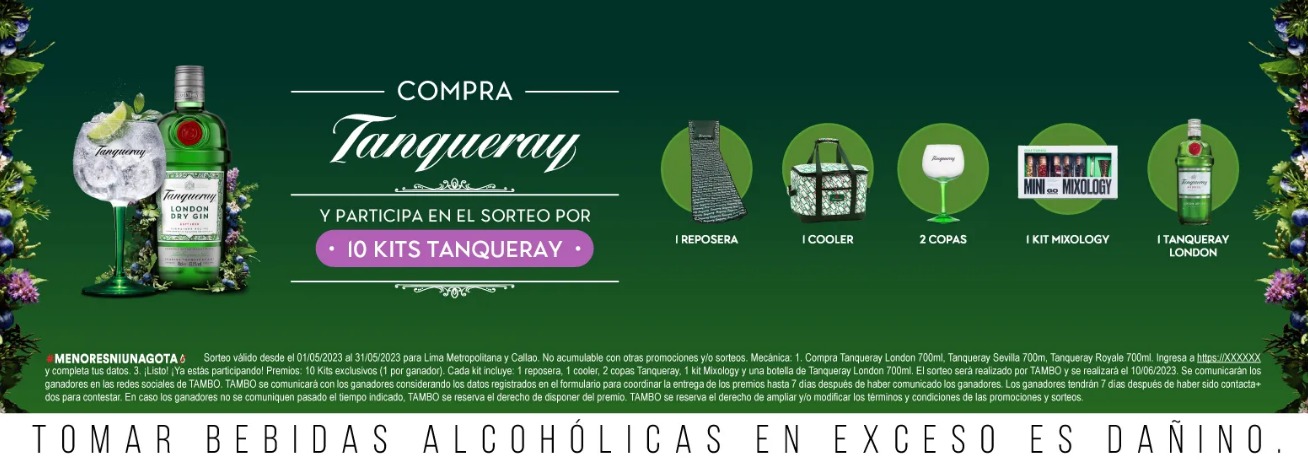 COMPRA
Tanqueray
Y PARTICIPA EN EL SORTEO POR
• 10 KITS TANQUERAY •
Tanqueray
Tanqueray
LONDON
DRY GIN
Tanqueray
MINI GO MIXOLOGY
Tanqueray
1 REPOSERA
1 COOLER
2 COPAS
1 KIT MIXOLOGY
1 TANQUERAY
LONDON
#MENORESNIUNAGOTA Sorteo válido desde el 01/05/2023 al 31/05/2023 para Lima Metropolitana y Callao. No acumulable con otras promociones y/o sorteos. Mecánica: 1. Compra Tanqueray London 700ml, Tanqueray Sevilla 700m, Tanqueray Royale 700ml. Ingresa a https://XXXXXX
y completa tus datos. 3. ¡Listo! ¡Ya estás participando! Premios: 10 Kits exclusivos (1 por ganador). Cada kit incluye: 1 reposera, 1 cooler, 2 copas Tanqueray, 1 kit Mixology y una botella de Tanqueray London 700ml. El sorteo será realizado por TAMBO y se realizará el 10/06/2023. Se comunicarán los
ganadores en las redes sociales de TAMBO. TAMBO se comunicará con los ganadores considerando los datos registrados en el formulario para coordinar la entrega de los premios hasta 7 días después de haber comunicado los ganadores. Los ganadores tendrán 7 días después de haber sido contacta+
dos para contestar. En caso los ganadores no se comuniquen pasado el tiempo indicado, TAMBO se reserva el derecho de disponer del premio. TAMBO se reserva el derecho de ampliar y/o modificar los términos y condiciones de las promociones y sorteos.
TOMAR BEBIDAS ALCOHÓLICAS EN EXCESO ES DAÑINO.